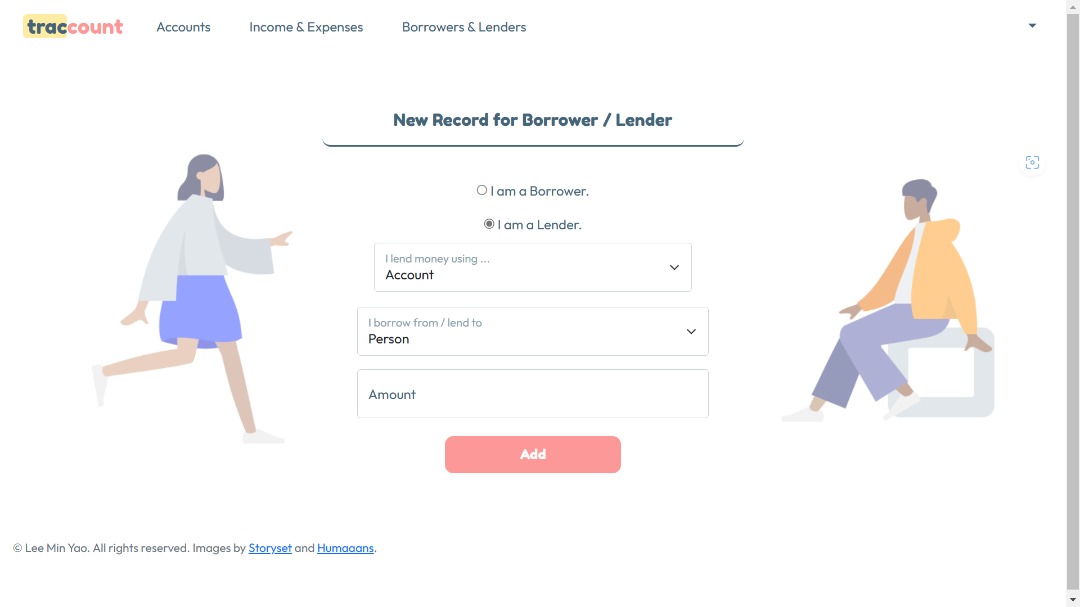 traccount Accounts Income & Expenses Borrowers & Lenders
New Record for Borrower / Lender
I am a Borrower.
I am a Lender.
I lend money using ...
Account
I borrow from / lend to
Person
Amount
Add
© Lee Min Yao. All rights reserved. Images by Storyset and Humaaans.